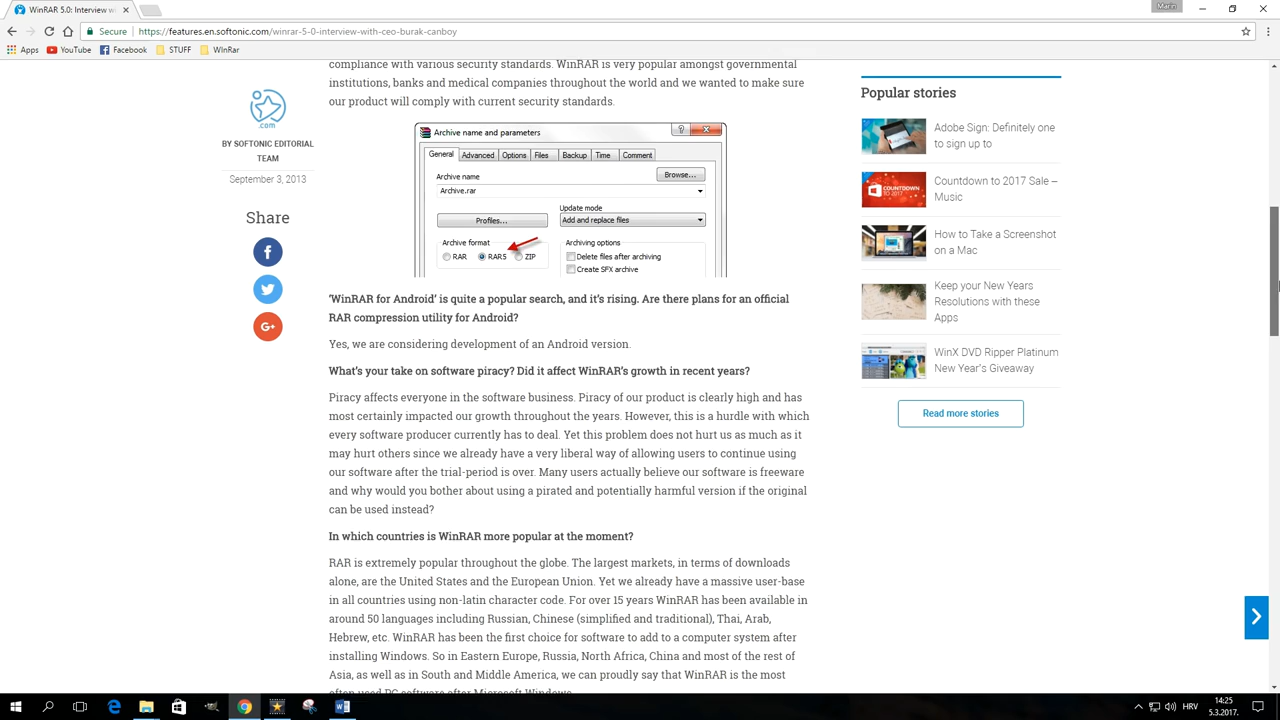 WinRAR 5.0: Interview w
Marin
Secure
https://features.en.softonic.com/winrar-5-0-interview-with-ceo-burak-canboy
Apps
YouTube
Facebook
STUFF
WInRar
compliance with various security standards. WinRAR is very popular amongst governmental
institutions, banks and medical companies throughout the world and we wanted to make sure
our product will comply with current security standards.
.com
BY SOFTONIC EDITORIAL
TEAM
September 3, 2013
Share
Archive name and parameters
General Advanced Options Files Backup Time Comment
Archive name
Browse...
Archive.rar
Profiles...
Update mode
Add and replace files
Archive format
RAR RAR5 ZIP
Archiving options
Delete files after archiving
Create SFX archive
‘WinRAR for Android’ is quite a popular search, and it’s rising. Are there plans for an official
RAR compression utility for Android?
Yes, we are considering development of an Android version.
What’s your take on software piracy? Did it affect WinRAR’s growth in recent years?
Piracy affects everyone in the software business. Piracy of our product is clearly high and has
most certainly impacted our growth throughout the years. However, this is a hurdle with which
every software producer currently has to deal. Yet this problem does not hurt us as much as it
may hurt others since we already have a very liberal way of allowing users to continue using
our software after the trial-period is over. Many users actually believe our software is freeware
and why would you bother about using a pirated and potentially harmful version if the original
can be used instead?
In which countries is WinRAR more popular at the moment?
RAR is extremely popular throughout the globe. The largest markets, in terms of downloads
alone, are the United States and the European Union. Yet we already have a massive user-base
in all countries using non-latin character code. For over 15 years WinRAR has been available in
around 50 languages including Russian, Chinese (simplified and traditional), Thai, Arab,
Hebrew, etc. WinRAR has been the first choice for software to add to a computer system after
installing Windows. So in Eastern Europe, Russia, North Africa, China and most of the rest of
Asia, as well as in South and Middle America, we can proudly say that WinRAR is the most
often used PC software after Microsoft Windows.
Popular stories
Adobe Sign: Definitely one
to sign up to
COUNTDOWN
TO 2017
Countdown to 2017 Sale –
Music
How to Take a Screenshot
on a Mac
Keep your New Years
Resolutions with these
Apps
WinX DVD Ripper Platinum
New Year’s Giveaway
Read more stories
HRV
14:25
5.3.2017.